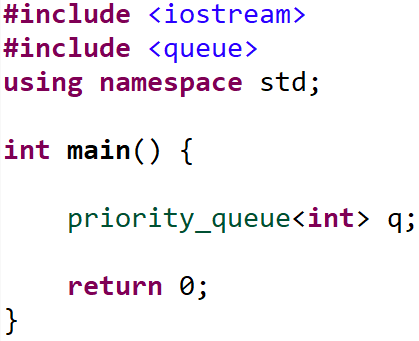 #include <iostream>
#include <queue>
using namespace std;
int main() {
priority_queue<int> q;
return 0;
}